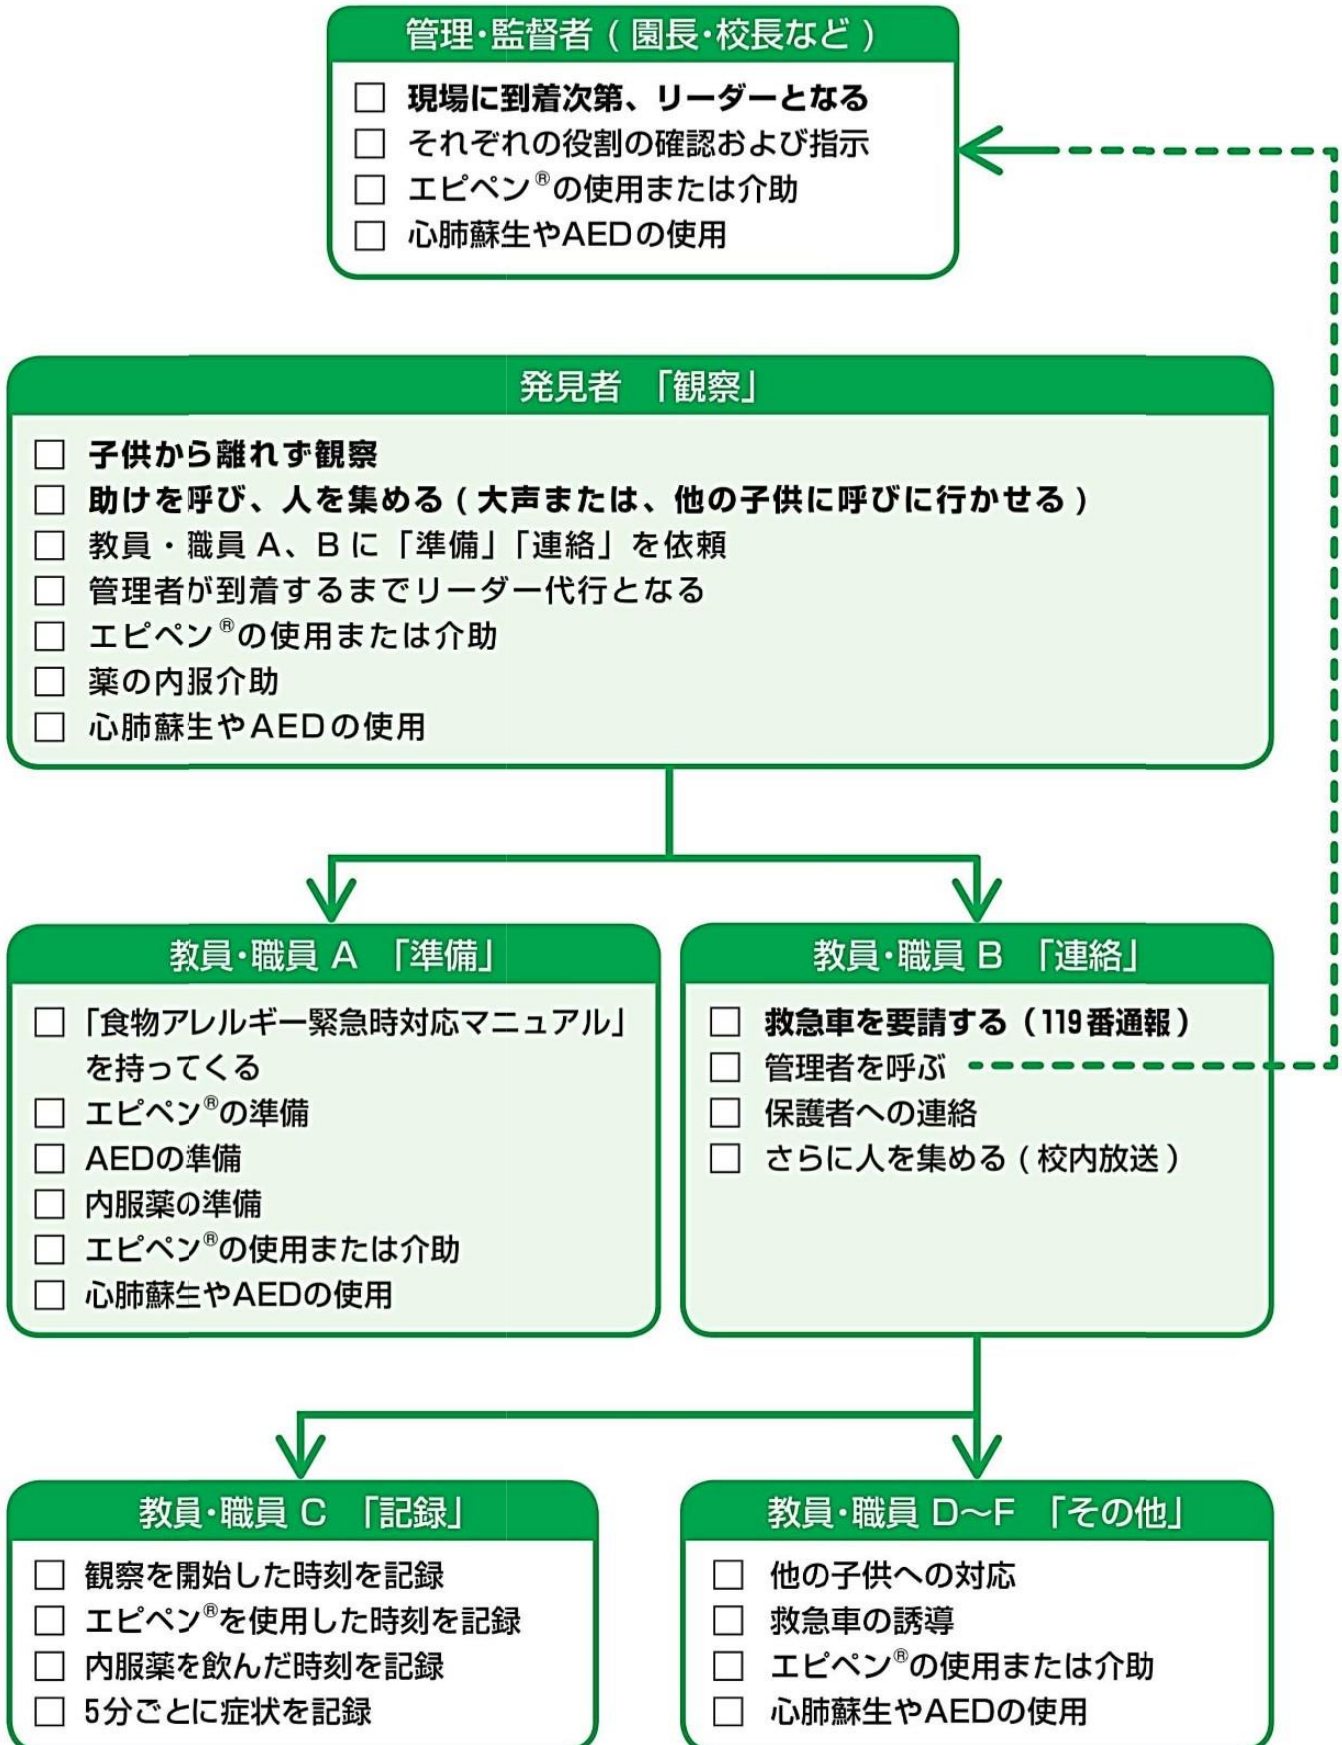 管理・監督者 ( 園長・校長など )
□ 現場に到着次第、リーダーとなる
□ それぞれの役割の確認および指示
□ エピペン®の使用または介助
□ 心肺蘇生やAEDの使用
発見者 「観察」
□ 子供から離れず観察
□ 助けを呼び、人を集める ( 大声または、他の子供に呼びに行かせる )
□ 教員・職員 A、B に「準備」「連絡」を依頼
□ 管理者が到着するまでリーダー代行となる
□ エピペン®の使用または介助
□ 薬の内服介助
□ 心肺蘇生やAEDの使用
教員・職員 A 「準備」
□ 「食物アレルギー緊急時対応マニュアル」
を持ってくる
□ エピペン®の準備
□ AEDの準備
□ 内服薬の準備
□ エピペン®の使用または介助
□ 心肺蘇生やAEDの使用
教員・職員 B 「連絡」
□ 救急車を要請する（119番通報）
□ 管理者を呼ぶ
□ 保護者への連絡
□ さらに人を集める ( 校内放送 )
教員・職員 C 「記録」
□ 観察を開始した時刻を記録
□ エピペン®を使用した時刻を記録
□ 内服薬を飲んだ時刻を記録
□ 5分ごとに症状を記録
教員・職員 D～F 「その他」
□ 他の子供への対応
□ 救急車の誘導
□ エピペン®の使用または介助
□ 心肺蘇生やAEDの使用